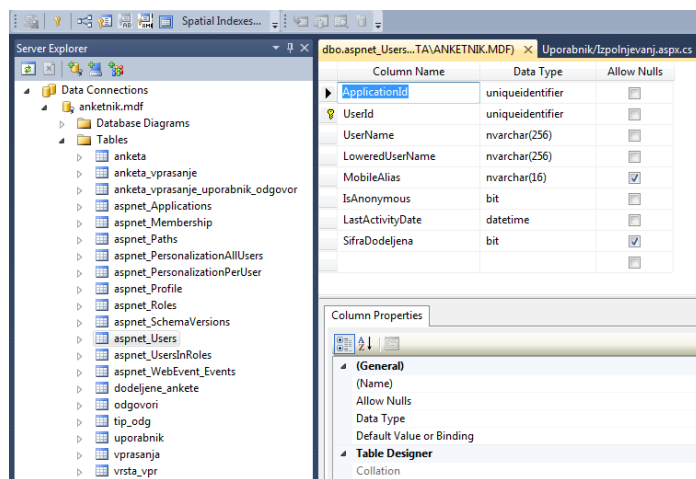 Spatial Indexes...
Server Explorer
Data Connections
anketnik.mdf
Database Diagrams
Tables
anketa
anketa_vprasanje
anketa_vprasanje_uporabnik_odgovor
aspnet_Applications
aspnet_Membership
aspnet_Paths
aspnet_PersonalizationAllUsers
aspnet_PersonalizationPerUser
aspnet_Profile
aspnet_Roles
aspnet_SchemaVersions
aspnet_Users
aspnet_UsersInRoles
aspnet_WebEvent_Events
dodeljene_ankete
odgovori
tip_odg
uporabnik
vprasanja
vrsta_vpr
dbo.aspnet_Users...TA\ANKETNIK.MDF) Uporabnik/Izpolnjevanj.aspx.cs
Column Name Data Type Allow Nulls
ApplicationId uniqueidentifier
UserId uniqueidentifier
UserName nvarchar(256)
LoweredUserName nvarchar(256)
MobileAlias nvarchar(16)
IsAnonymous bit
LastActivityDate datetime
SifraDodeljena bit
Column Properties
(General)
(Name)
Allow Nulls
Data Type
Default Value or Binding
Table Designer
Collation